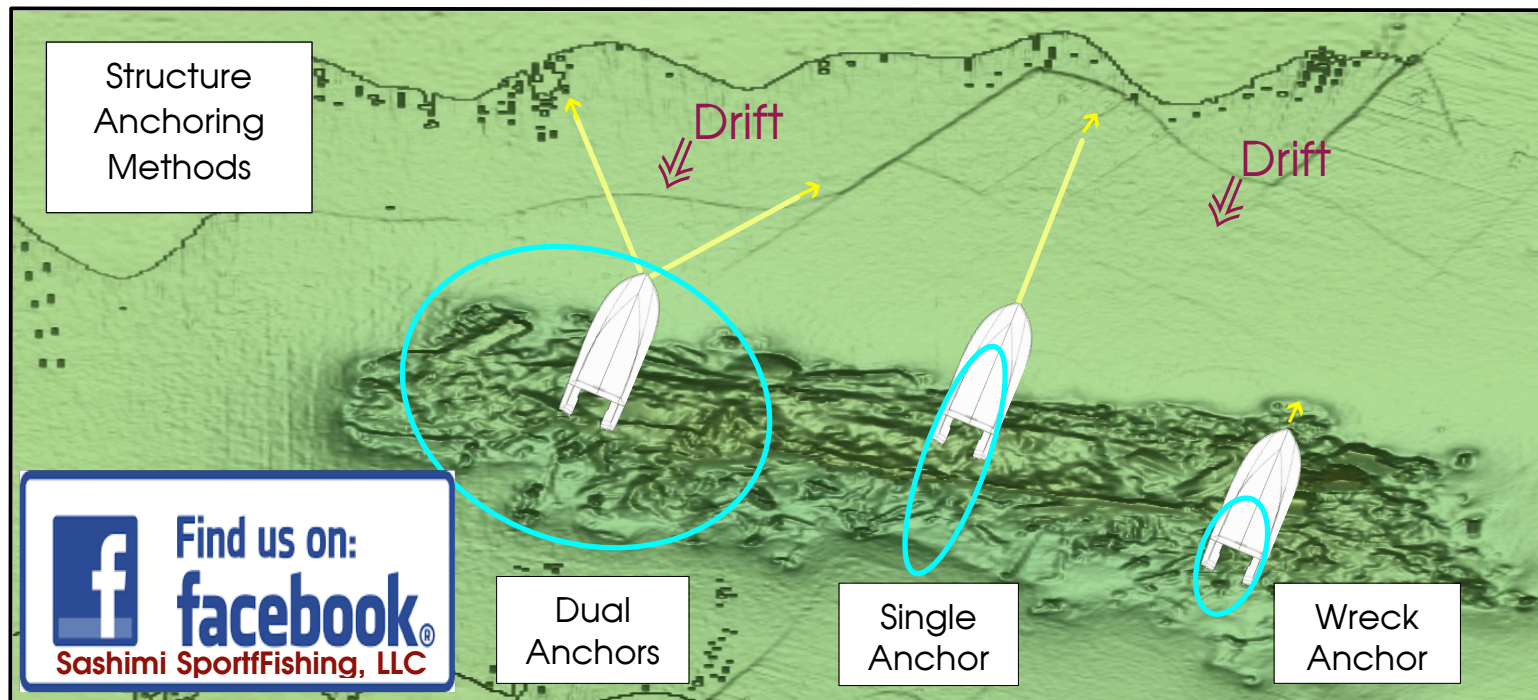 Structure
Anchoring
Methods
Drift
Drift
f
Find us on:
facebook®
Sashimi SportfFishing, LLC
Dual
Anchors
Single
Anchor
Wreck
Anchor